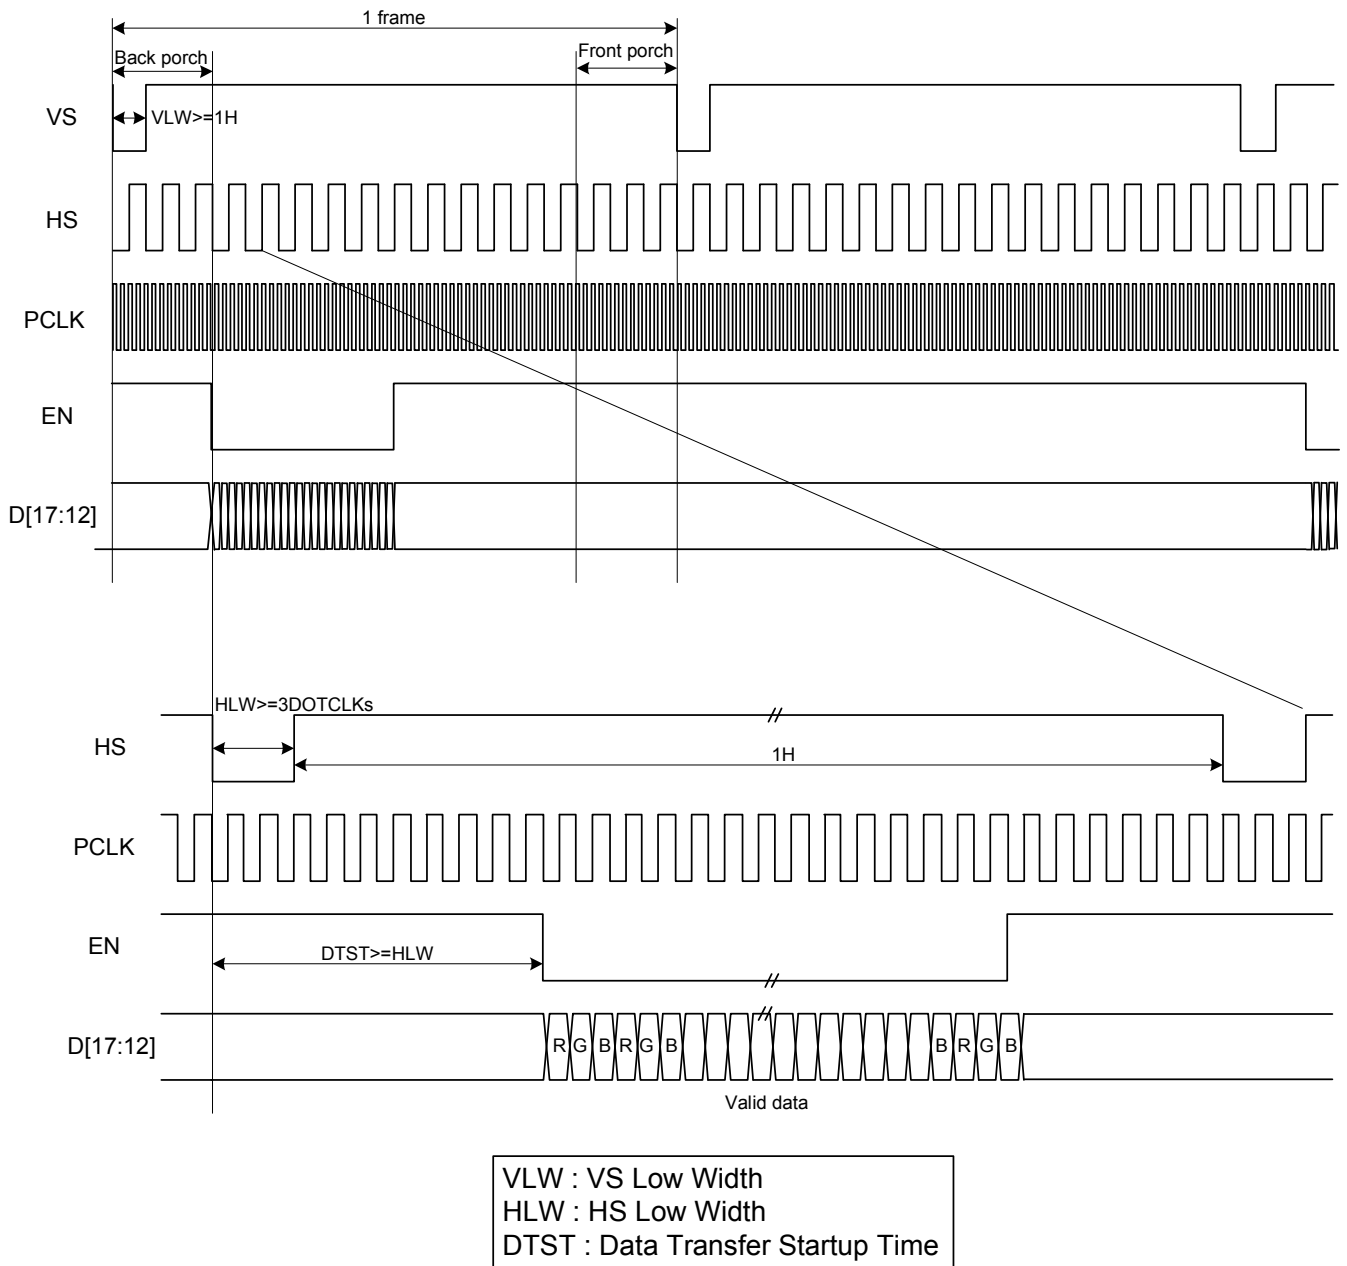 1 frame
Back porch
Front porch
VS
VLW>=1H
HS
PCLK
EN
D[17:12]
HLW>=3DOTCLKs
HS
1H
PCLK
EN
DTST>=HLW
D[17:12]
R G B R G B B R G B
Valid data
VLW : VS Low Width
HLW : HS Low Width
DTST : Data Transfer Startup Time